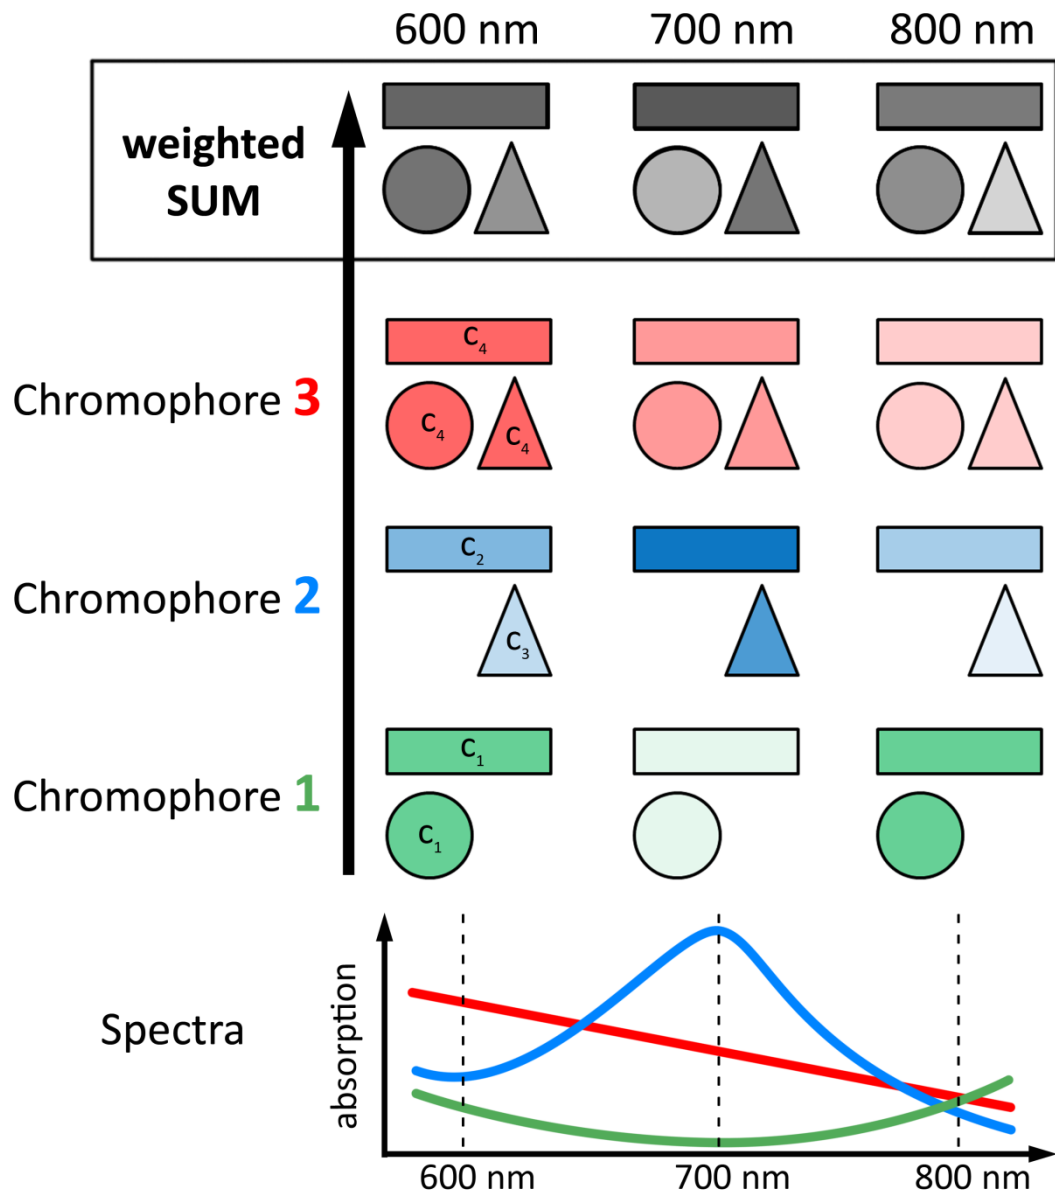 600 nm 700 nm 800 nm
weighted
SUM
c₄
Chromophore 3
c₄ c₄
c₂
Chromophore 2
c₃
c₁
Chromophore 1
c₁
Spectra
absorption
600 nm 700 nm 800 nm